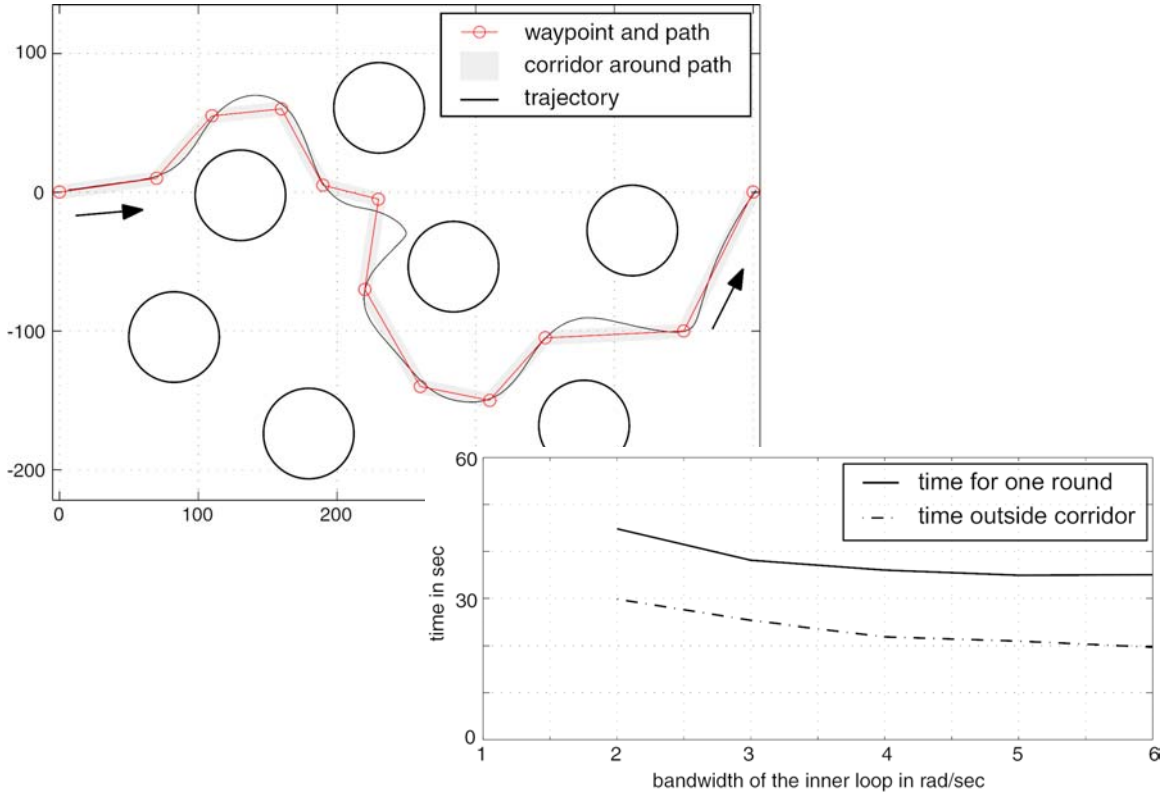 100
0
-100
-200
0
100
200
waypoint and path
corridor around path
trajectory
60
30
0
time in sec
1
2
3
4
5
6
bandwidth of the inner loop in rad/sec
time for one round
time outside corridor